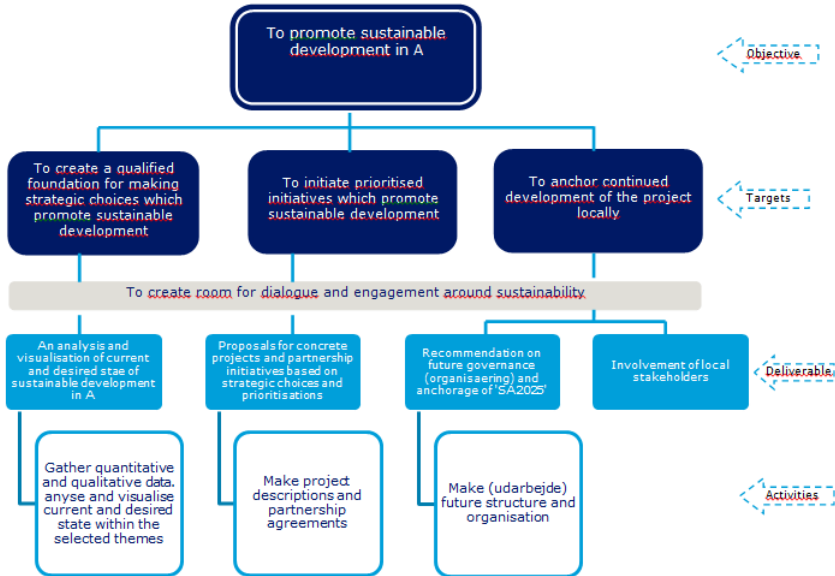 To promote sustainable
development in A
Objective
To create a qualified
foundation for making
strategic choices which
promote sustainable
development
To initiate prioritised
initiatives which promote
sustainable development
To anchor continued
development of the project
locally
Targets
To create room for dialogue and engagement around sustainability
An analysis and
visualisation of current
and desired stae of
sustainable development
in A
Proposals for concrete
projects and partnership
initiatives based on
strategic choices and
prioritisations
Recommendation on
future governance
(organisaering) and
anchorage of 'SA2025'
Involvement of local
stakeholders
Deliverable
Gather quantitative
and qualitative data.
anyse and visualise
current and desired
state within the
selected themes
Make project
descriptions and
partnership
agreements
Make (udarbejde)
future structure and
organisation
Activities